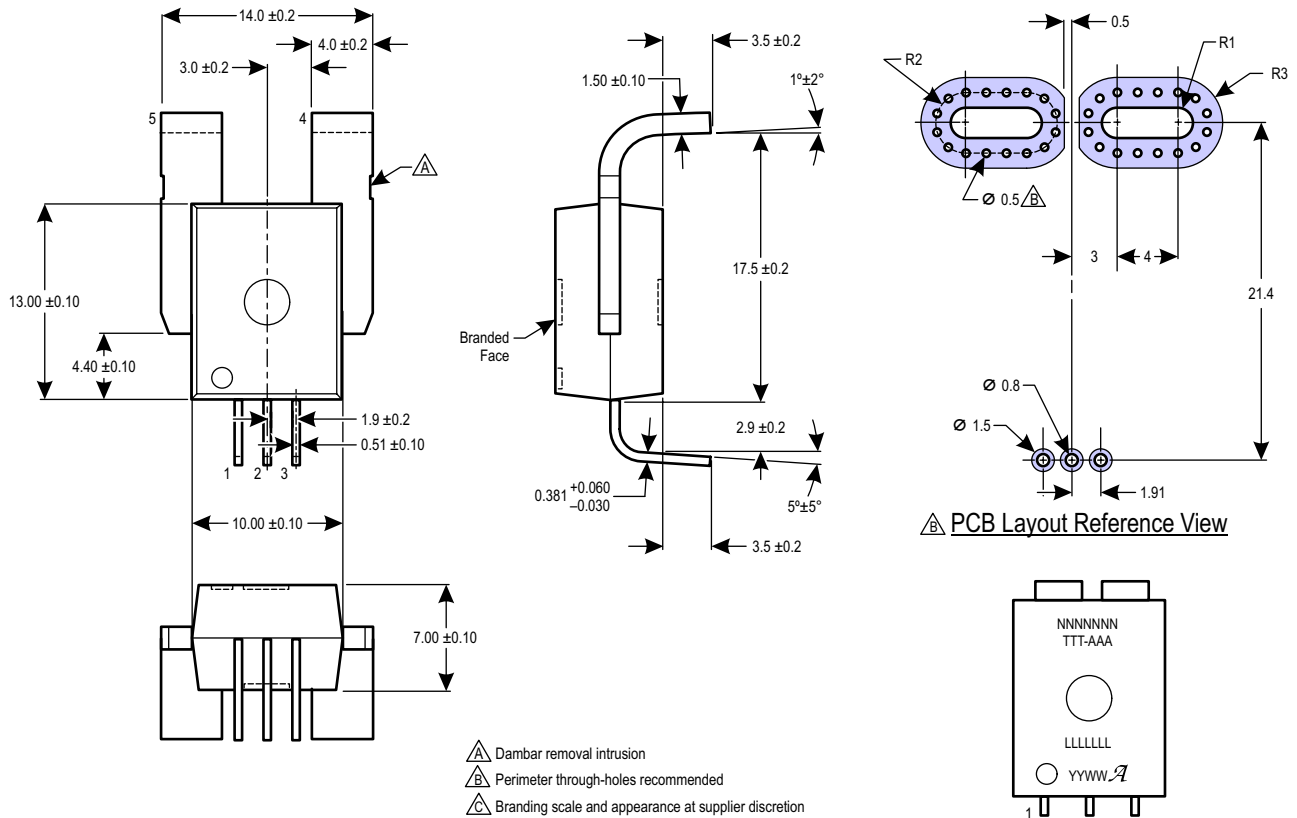 14.0 ±0.2
4.0 ±0.2
3.0 ±0.2
5
4
A
13.00 ±0.10
4.40 ±0.10
1.9 ±0.2
0.51 ±0.10
1
2
3
10.00 ±0.10
7.00 ±0.10
3.5 ±0.2
1.50 ±0.10
1º±2°
17.5 ±0.2
Branded
Face
2.9 ±0.2
0.381 +0.060
–0.030
5º±5°
3.5 ±0.2
0.5
R1
R2
R3
Ø 0.5 B
3
4
21.4
Ø 0.8
Ø 1.5
1.91
B PCB Layout Reference View
NNNNNNN
TTT-AAA
LLLLLLL
YYWW A
1
A Dambar removal intrusion
B Perimeter through-holes recommended
C Branding scale and appearance at supplier discretion